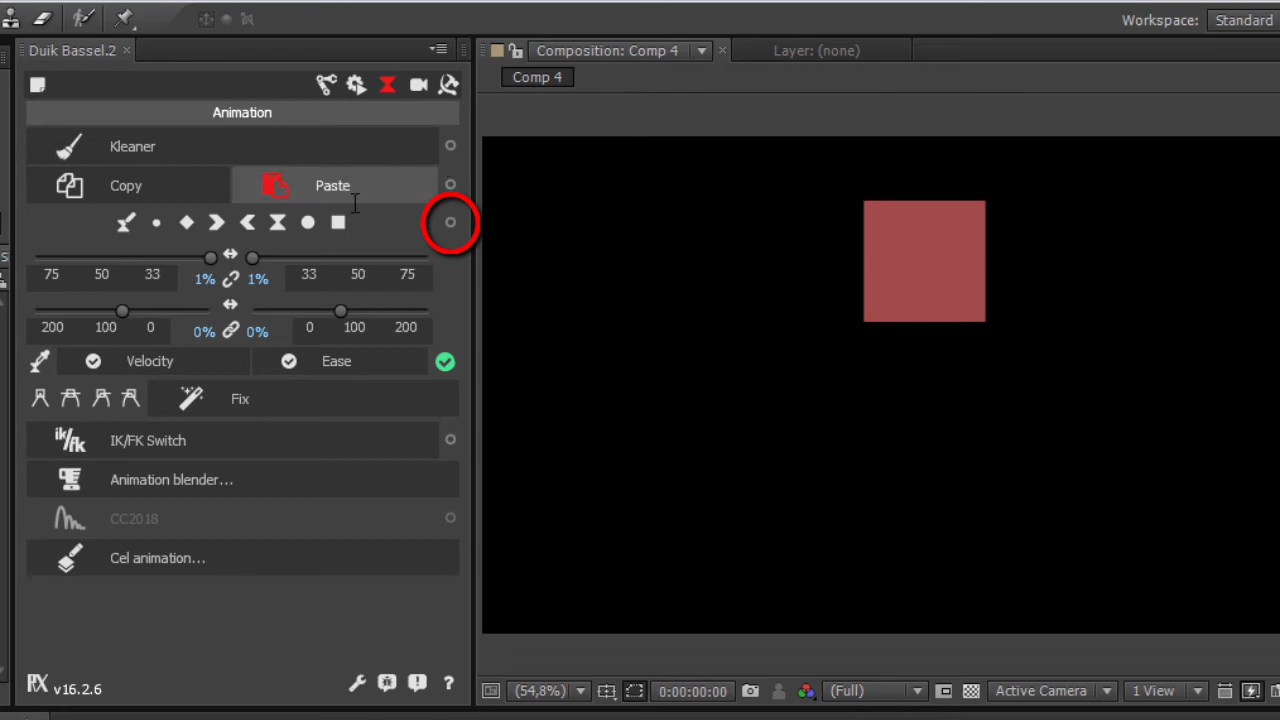 Workspace: Standard
Duik Bassel.2 ×
Composition: Comp 4
Layer: (none)
Comp 4
Animation
Kleaner
Copy Paste
75 50 33 1% 1% 33 50 75
200 100 0 0% 0% 0 100 200
Velocity Ease
Fix
ik/fk IK/FK Switch
Animation blender...
CC2018
Cel animation...
v16.2.6
(54,8%) 0:00:00:00 (Full) Active Camera 1 View